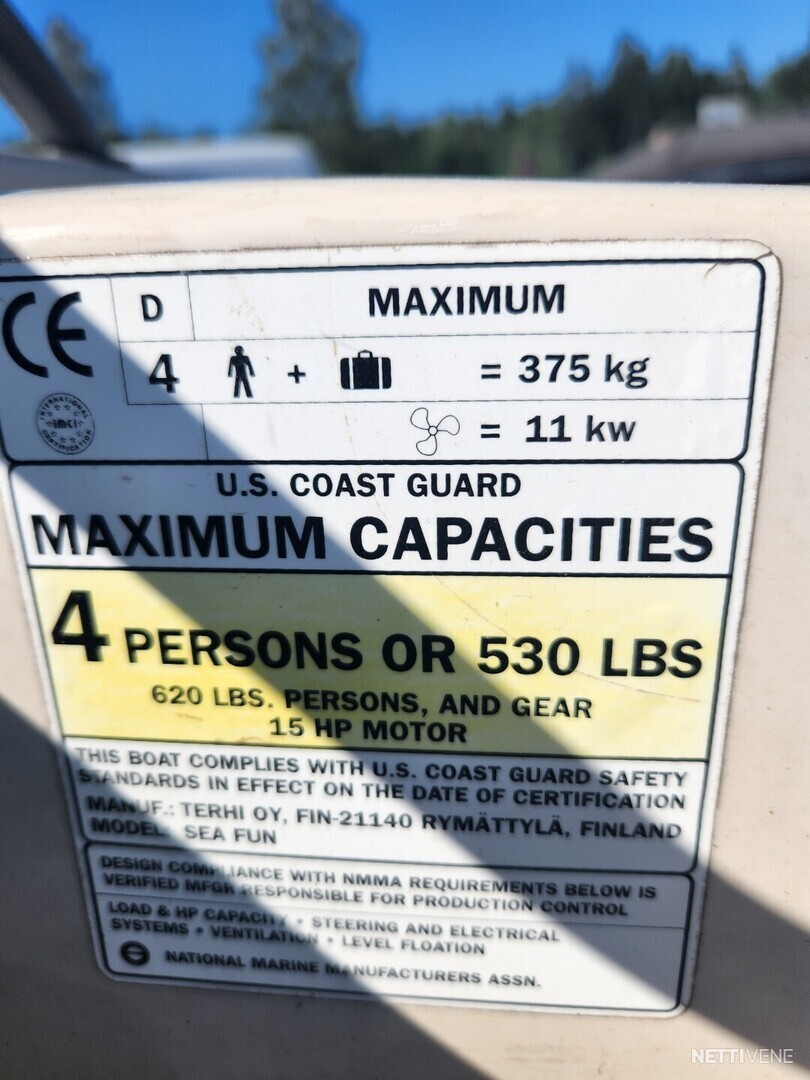 CE D MAXIMUM
4 + = 375 kg
INTERNATIONAL IMCI CERTIFICATION
= 11 kw
U.S. COAST GUARD
MAXIMUM CAPACITIES
4 PERSONS OR 530 LBS
620 LBS. PERSONS, AND GEAR
15 HP MOTOR
THIS BOAT COMPLIES WITH U.S. COAST GUARD SAFETY
STANDARDS IN EFFECT ON THE DATE OF CERTIFICATION
MANUF.: TERHI OY, FIN-21140 RYMÄTTYLÄ, FINLAND
MODEL: SEA FUN
DESIGN COMPLIANCE WITH NMMA REQUIREMENTS BELOW IS
VERIFIED MFGR RESPONSIBLE FOR PRODUCTION CONTROL
LOAD & HP CAPACITY • STEERING AND ELECTRICAL
SYSTEMS • VENTILATION • LEVEL FLOATION
NATIONAL MARINE MANUFACTURERS ASSN.
NETTIVENE